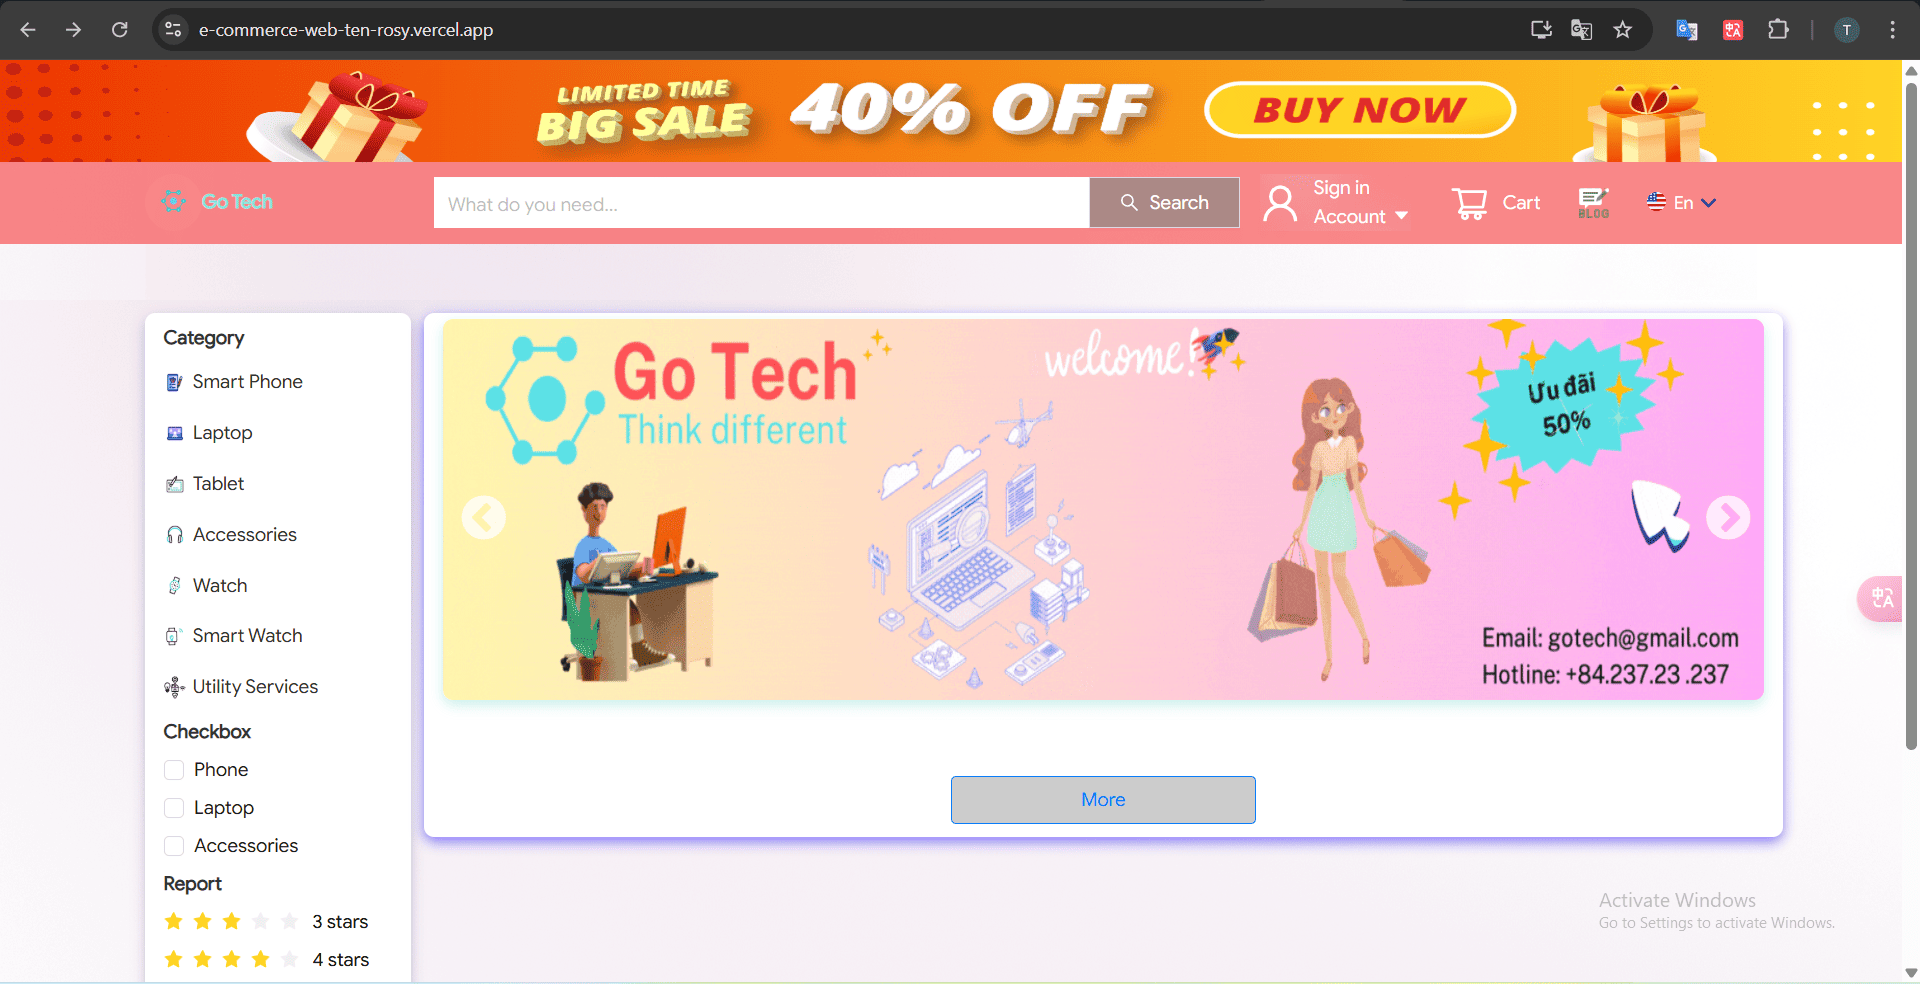 e-commerce-web-ten-rosy.vercel.app
T
LIMITED TIME
BIG SALE
40% OFF
BUY NOW
Go Tech
What do you need...
Search
Sign in
Account
Cart
BLOG
En
Category
Smart Phone
Laptop
Tablet
Accessories
Watch
Smart Watch
Utility Services
Checkbox
Phone
Laptop
Accessories
Report
3 stars
4 stars
Go Tech
Think different
welcome!
Ưu đãi
50%
Email: gotech@gmail.com
Hotline: +84.237.23 .237
More
Activate Windows
Go to Settings to activate Windows.